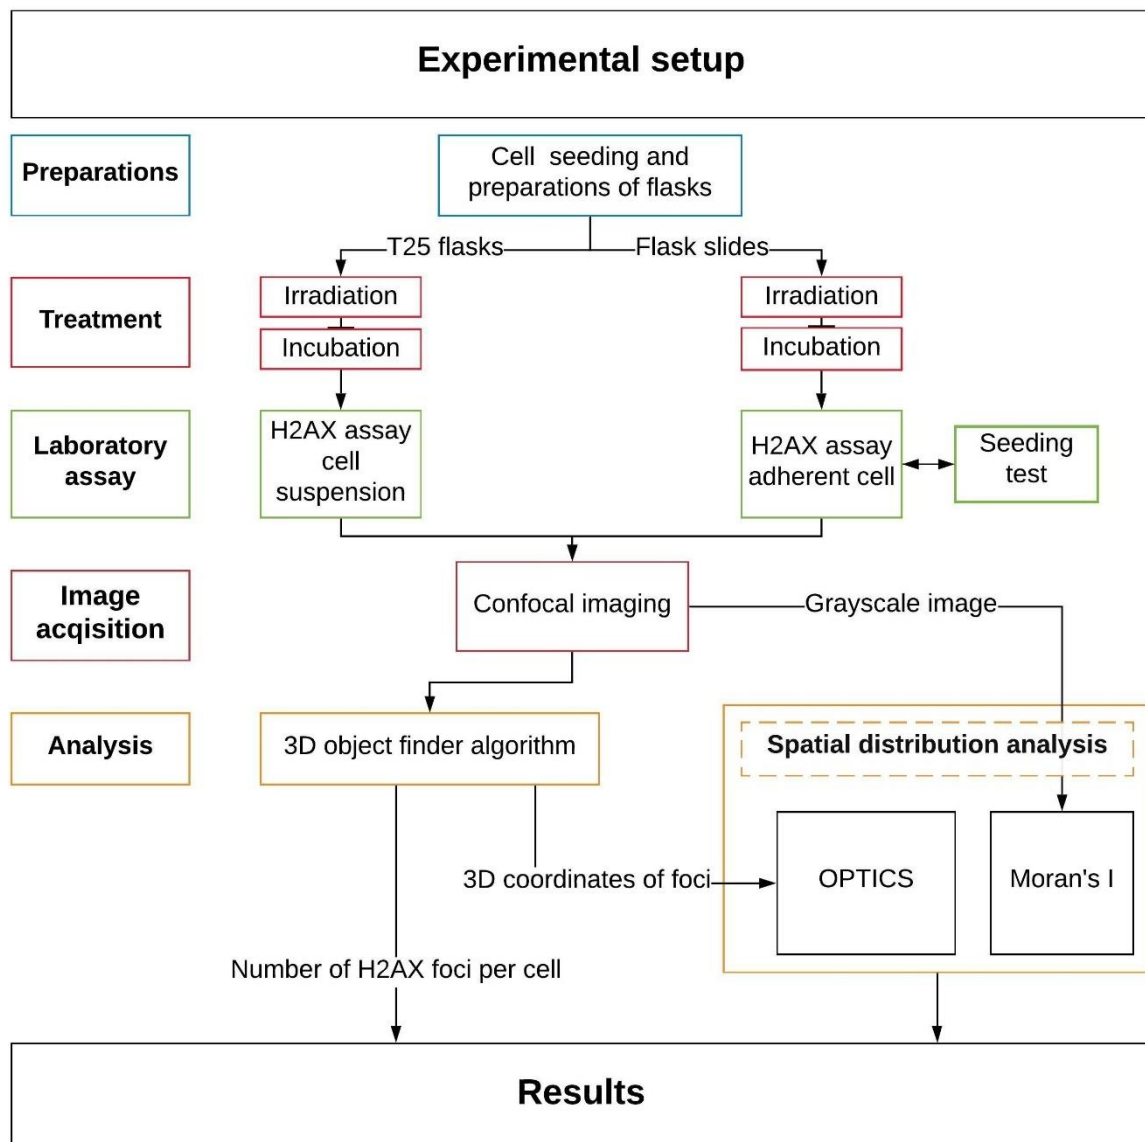 Experimental setup
Preparations
Cell seeding and
preparations of flasks
T25 flasks
Flask slides
Treatment
Irradiation
Irradiation
Incubation
Incubation
Laboratory
assay
H2AX assay
cell
suspension
H2AX assay
adherent cell
Seeding
test
Image
acqisition
Confocal imaging
Grayscale image
Analysis
3D object finder algorithm
Spatial distribution analysis
3D coordinates of foci
OPTICS
Moran's I
Number of H2AX foci per cell
Results